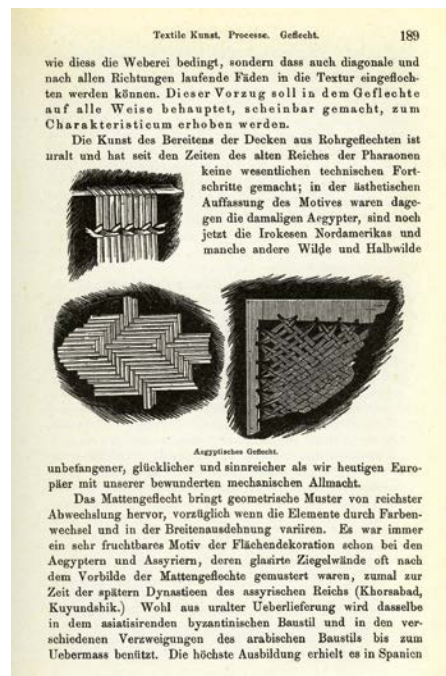 Textile Kunst. Processe. Geflecht. 189
wie diess die Weberei bedingt, sondern dass auch diagonale und
nach allen Richtungen laufende Fäden in die Textur eingefloch-
ten werden können. Dieser Vorzug soll in dem Geflechte
auf alle Weise behauptet, scheinbar gemacht, zum
Charakteristicum erhoben werden.
Die Kunst des Bereitens der Decken aus Rohrgeflechten ist
uralt und hat seit den Zeiten des alten Reiches der Pharaonen
keine wesentlichen technischen Fort-
schritte gemacht; in der ästhetischen
Auffassung des Motives waren dage-
gen die damaligen Aegypter, sind noch
jetzt die Irokesen Nordamerikas und
manche andere Wilde und Halbwilde
Aegyptisches Geflecht.
unbefangener, glücklicher und sinnreicher als wir heutigen Euro-
päer mit unserer bewunderten mechanischen Allmacht.
Das Mattengeflecht bringt geometrische Muster von reichster
Abwechslung hervor, vorzüglich wenn die Elemente durch Farben-
wechsel und in der Breitenausdehnung variiren. Es war immer
ein sehr fruchtbares Motiv der Flächendekoration schon bei den
Aegyptern und Assyriern, deren glasirte Ziegelwände oft nach
dem Vorbilde der Mattengeflechte gemustert waren, zumal zur
Zeit der spätern Dynastieen des assyrischen Reichs (Khorsabad,
Kuyundshik.) Wohl aus uralter Ueberlieferung wird dasselbe
in dem asiatisirenden byzantinischen Baustil und in den ver-
schiedenen Verzweigungen des arabischen Baustils bis zum
Uebermass benützt. Die höchste Ausbildung erhielt es in Spanien